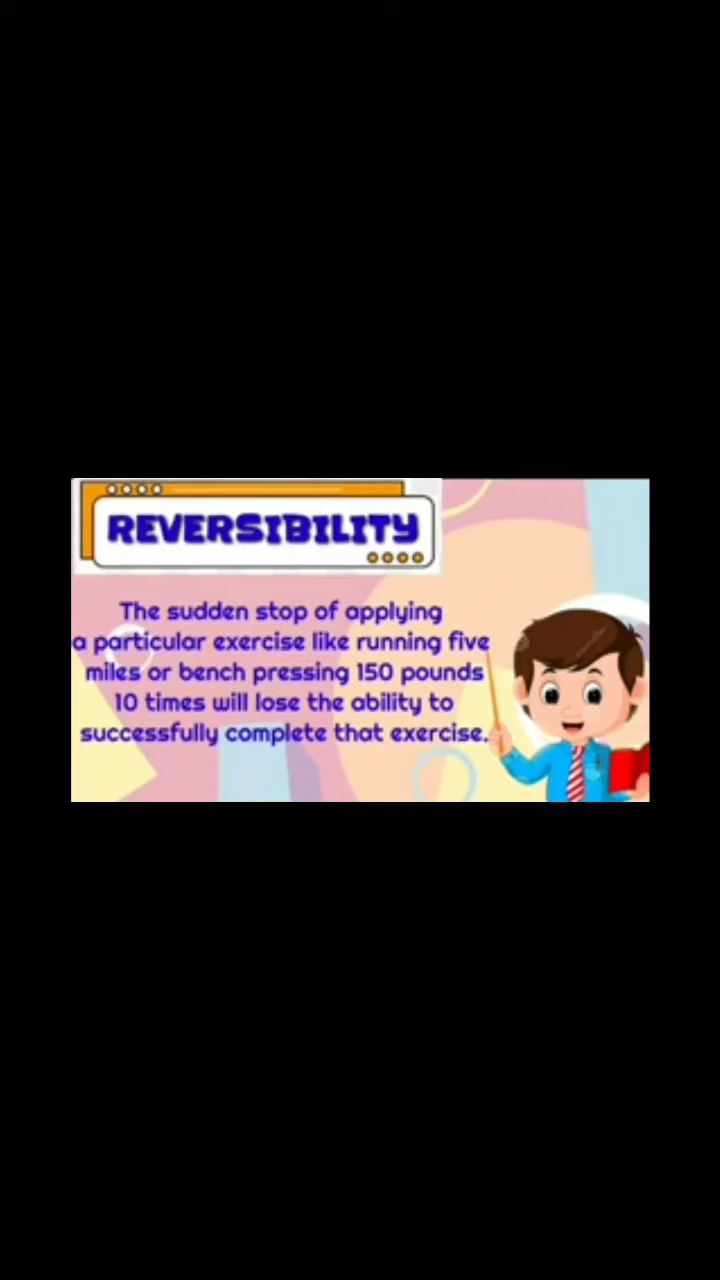 REVERSIBILITY
The sudden stop of applying
a particular exercise like running five
miles or bench pressing 150 pounds
10 times will lose the ability to
successfully complete that exercise.